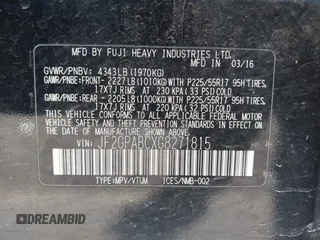 MFD BY FUJI HEAVY INDUSTRIES LTD.
03/16
GVWR/PNBV: 4343LB(1970KG)
GAWR/PNBE:FRONT- 2227LB(1010KG)WITH P225/55R17 95H TIRES,
17X7J RIMS AT 230 KPA (33 PSI) COLD
GAWR/PNBE:REAR - 2205LB(1000KG)WITH P225/55R17 95H TIRES,
17X7J RIMS AT 220 KPA (32 PSI) COLD
THIS VEHICLE CONFORMS TO ALL APPLICABLE
FEDERAL MOTOR VEHICLE SAFETY AND
THEFT PREVENTION STANDARDS IN EFFECT
ON THE DATE OF MANUFACTURE SHOWN ABOVE.
VIN: JF2GPABCXG8271815
TYPE:MPV/VTUM ICES/NMB-002
© DREAMBID